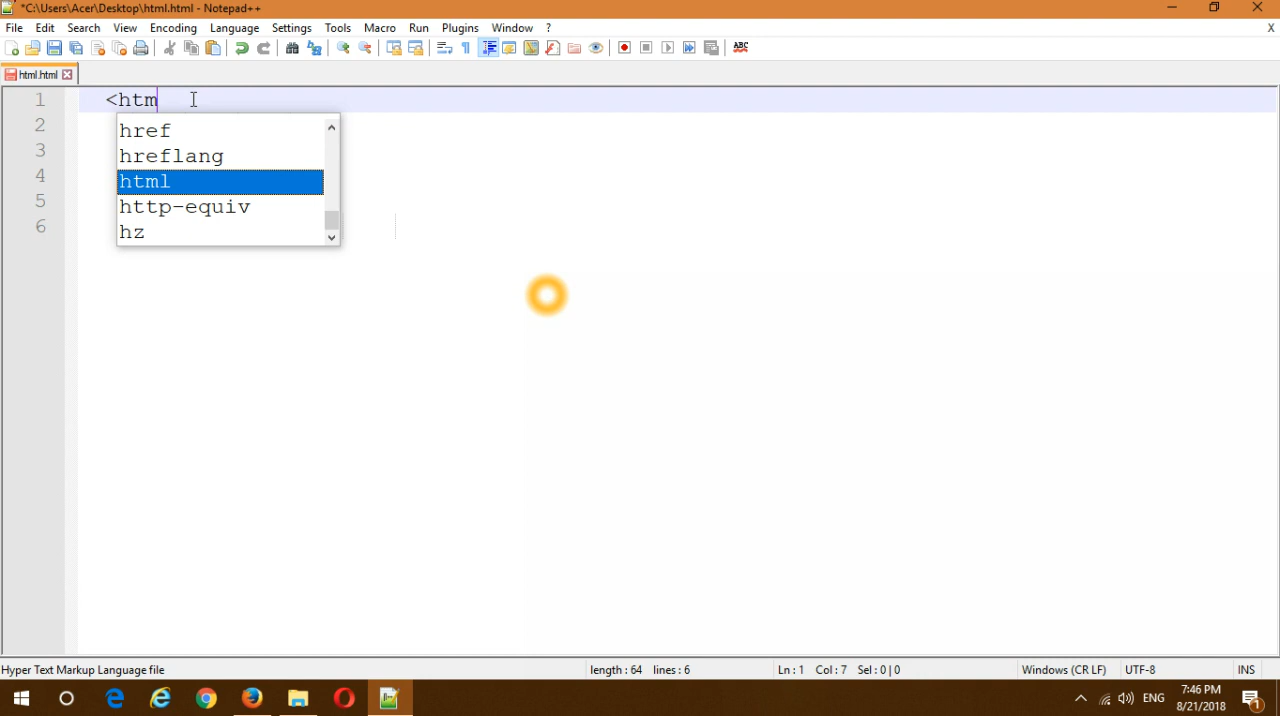 *C:\Users\Acer\Desktop\html.html - Notepad++
File Edit Search View Encoding Language Settings Tools Macro Run Plugins Window ? X
ABC
html.html
1 <htm
2
3
4
5
6
href
hreflang
html
http-equiv
hz
Hyper Text Markup Language file length : 64 lines : 6 Ln : 1 Col : 7 Sel : 0 | 0 Windows (CR LF) UTF-8 INS
ENG 7:46 PM
8/21/2018 1